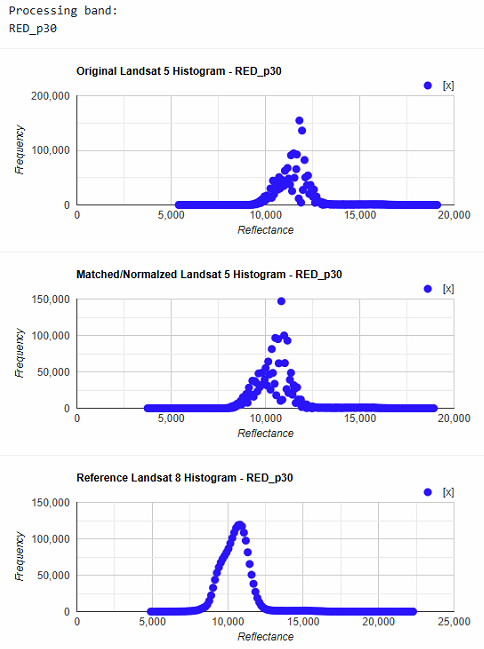 Processing band:
RED_p30
Original Landsat 5 Histogram - RED_p30
[x]
200,000
100,000
0
Frequency
0 5,000 10,000 15,000 20,000
Reflectance
Matched/Normalzed Landsat 5 Histogram - RED_p30
[x]
150,000
100,000
50,000
0
Frequency
0 5,000 10,000 15,000 20,000
Reflectance
Reference Landsat 8 Histogram - RED_p30
[x]
150,000
100,000
50,000
0
Frequency
0 5,000 10,000 15,000 20,000 25,000
Reflectance